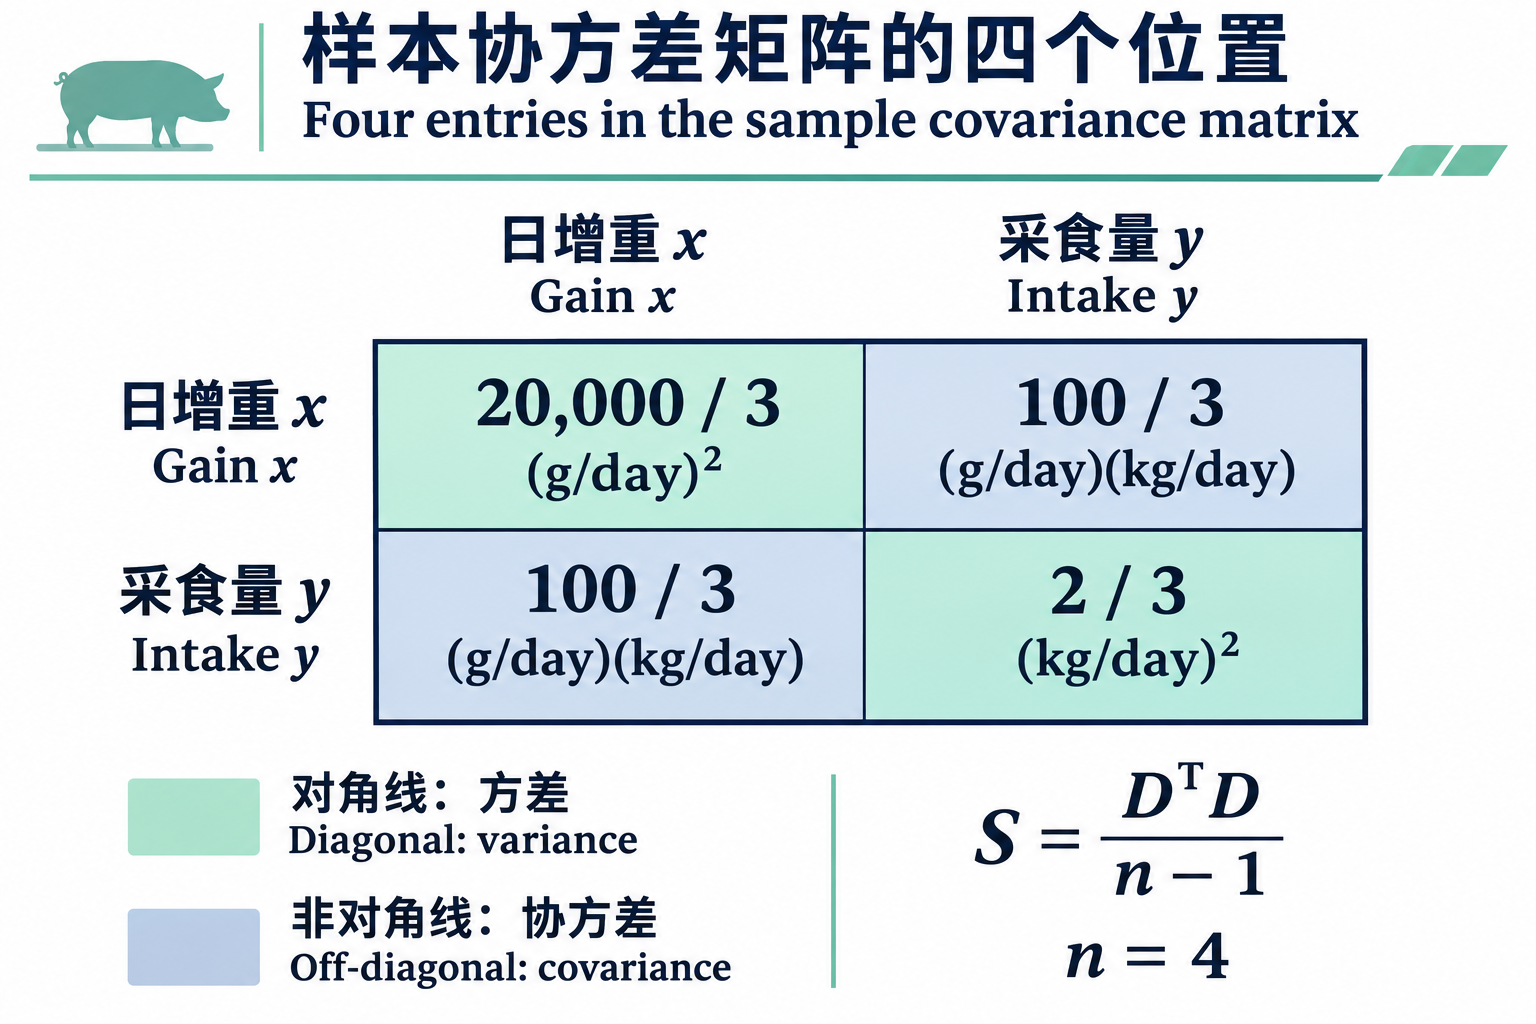 样本协方差矩阵的四个位置
Four entries in the sample covariance matrix
日增重 x 采食量 y
Gain x Intake y
日增重 x
Gain x
20,000 / 3
(g/day)²
100 / 3
(g/day)(kg/day)
采食量 y
Intake y
100 / 3
(g/day)(kg/day)
2 / 3
(kg/day)²
对角线：方差
Diagonal: variance
非对角线：协方差
Off-diagonal: covariance
S = DᵀD / n − 1
n = 4